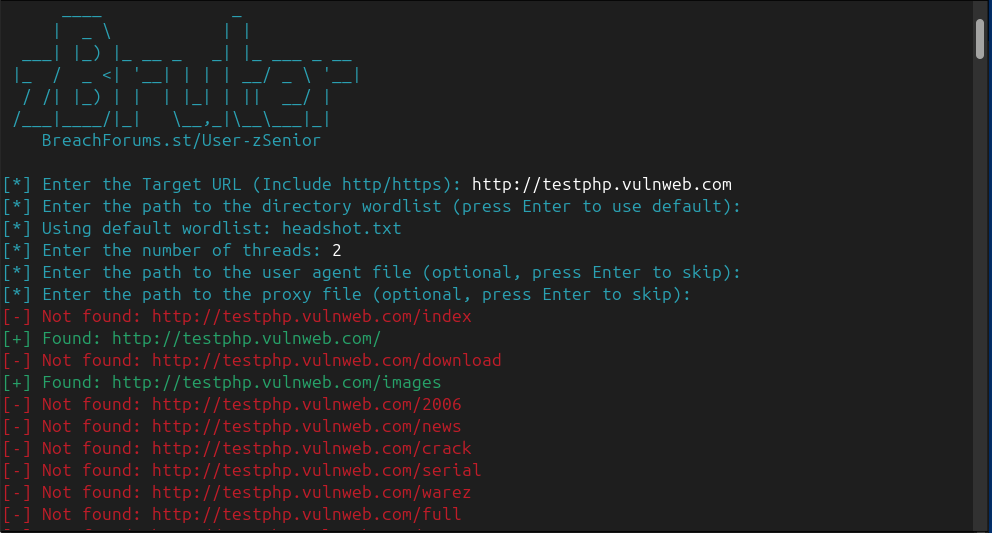 zBruter
BreachForums.st/User-zSenior
[*] Enter the Target URL (Include http/https): http://testphp.vulnweb.com
[*] Enter the path to the directory wordlist (press Enter to use default):
[*] Using default wordlist: headshot.txt
[*] Enter the number of threads: 2
[*] Enter the path to the user agent file (optional, press Enter to skip):
[*] Enter the path to the proxy file (optional, press Enter to skip):
[-] Not found: http://testphp.vulnweb.com/index
[+] Found: http://testphp.vulnweb.com/
[-] Not found: http://testphp.vulnweb.com/download
[+] Found: http://testphp.vulnweb.com/images
[-] Not found: http://testphp.vulnweb.com/2006
[-] Not found: http://testphp.vulnweb.com/news
[-] Not found: http://testphp.vulnweb.com/crack
[-] Not found: http://testphp.vulnweb.com/serial
[-] Not found: http://testphp.vulnweb.com/warez
[-] Not found: http://testphp.vulnweb.com/full